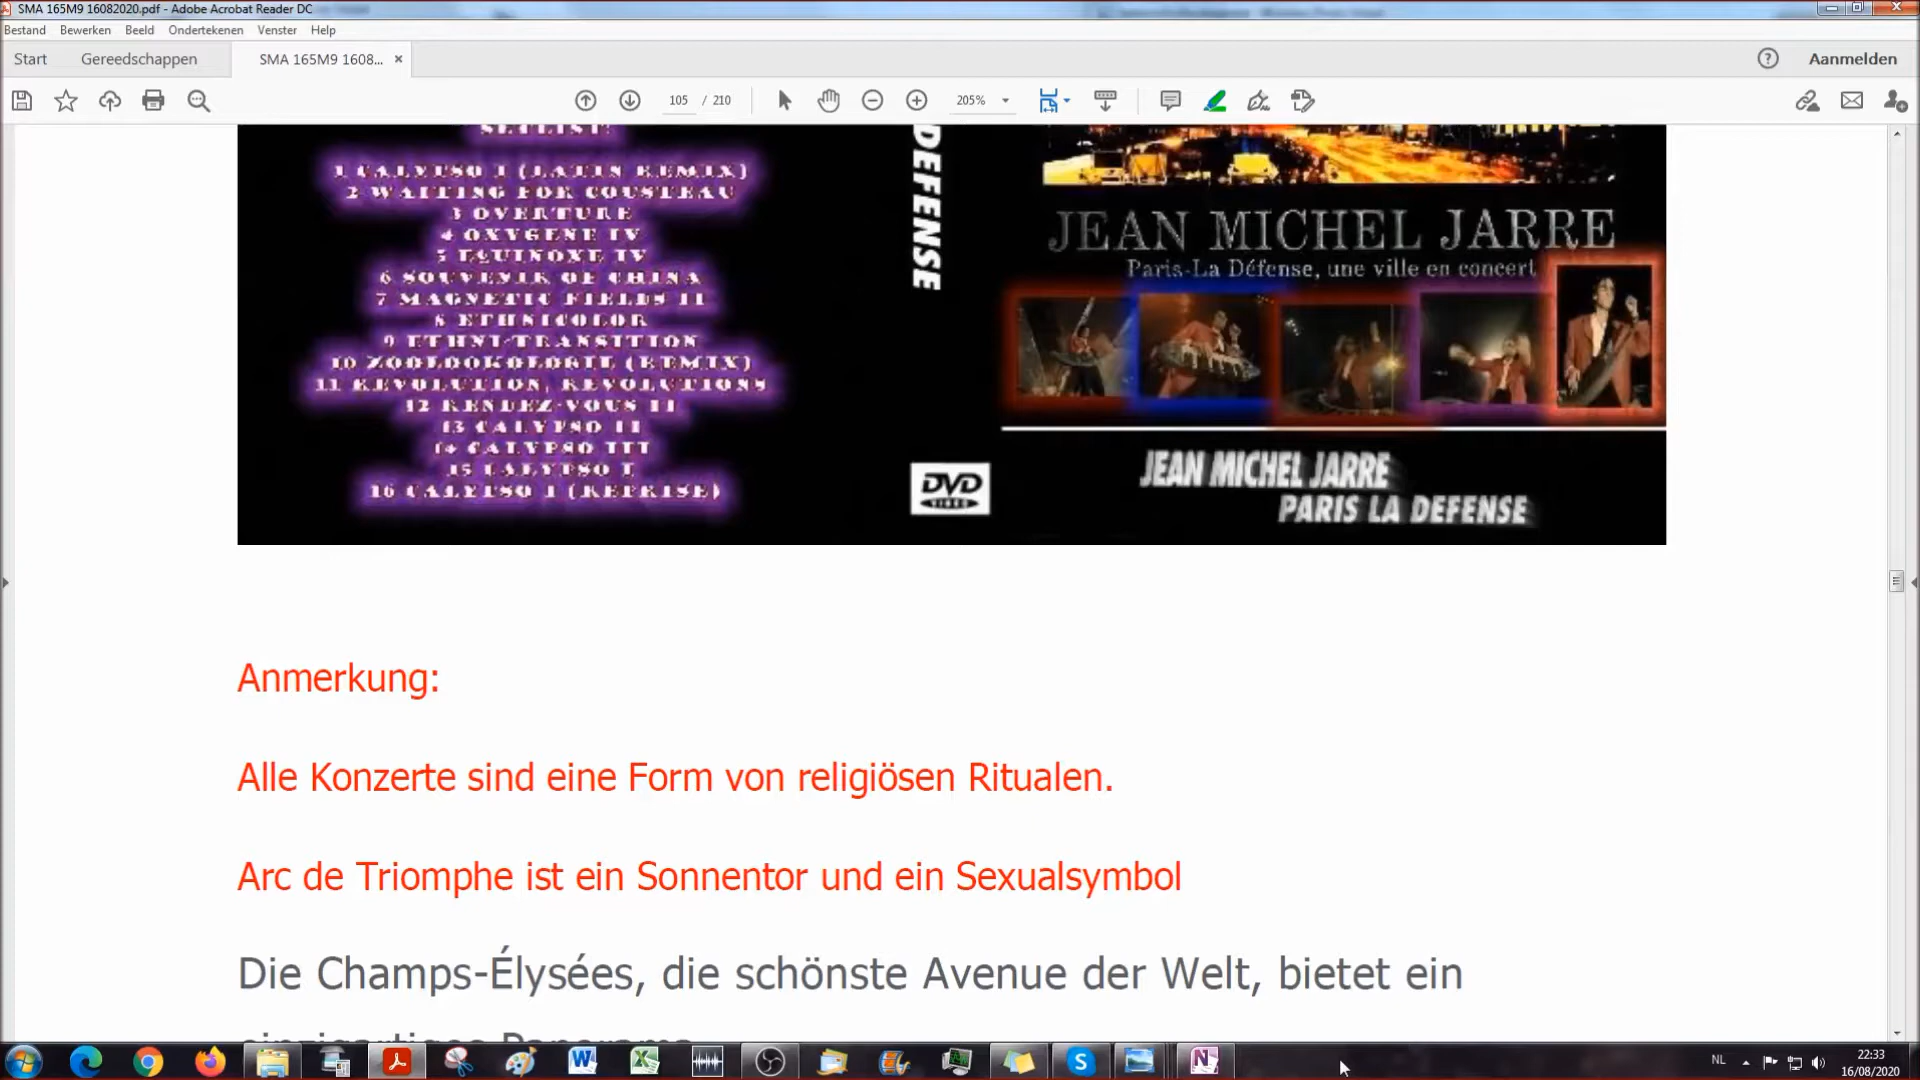 SMA 165M9 16082020.pdf - Adobe Acrobat Reader DC
Bestand Bewerken Beeld Ondertekenen Venster Help
Start Gereedschappen SMA 165M9 1608... × Aanmelden
105 / 210 205%
SETLIST:
1 CALYPSO I (LATIN REMIX)
2 WAITING FOR COUSTEAU
3 OVERTURE
4 OXYGENE IV
5 EQUINOXE IV
6 SOUVENIR OF CHINA
7 MAGNETIC FIELDS II
8 ETHNICOLOR
9 ETHNI-TRANSITION
10 ZOOLOOKOLOGIE (REMIX)
11 REVOLUTION, REVOLUTIONS
12 RENDEZ-VOUS II
13 CALYPSO II
14 CALYPSO III
15 CALYPSO I
16 CALYPSO I (REPRISE)
DEFENSE
DVD
VIDEO
JEAN MICHEL JARRE
Paris-La Défense, une ville en concert
JEAN MICHEL JARRE
PARIS LA DEFENSE
Anmerkung:
Alle Konzerte sind eine Form von religiösen Ritualen.
Arc de Triomphe ist ein Sonnentor und ein Sexualsymbol
Die Champs-Élysées, die schönste Avenue der Welt, bietet ein
einzigartiges Panorama
NL
22:33
16/08/2020